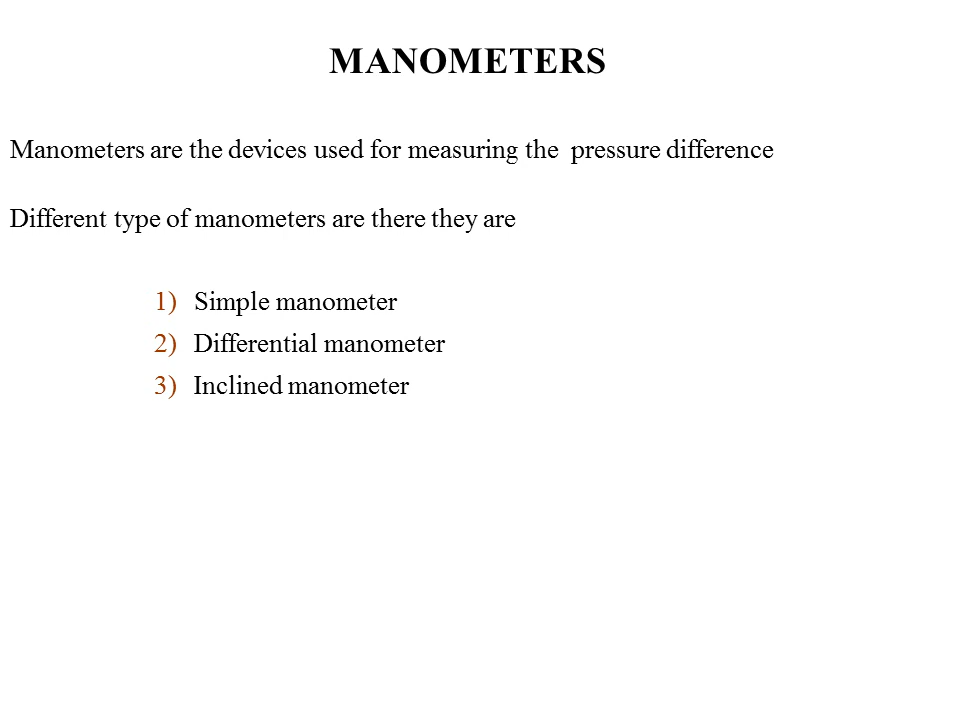 MANOMETERS
Manometers are the devices used for measuring the  pressure difference
Different type of manometers are there they are
1) Simple manometer
2) Differential manometer
3) Inclined manometer